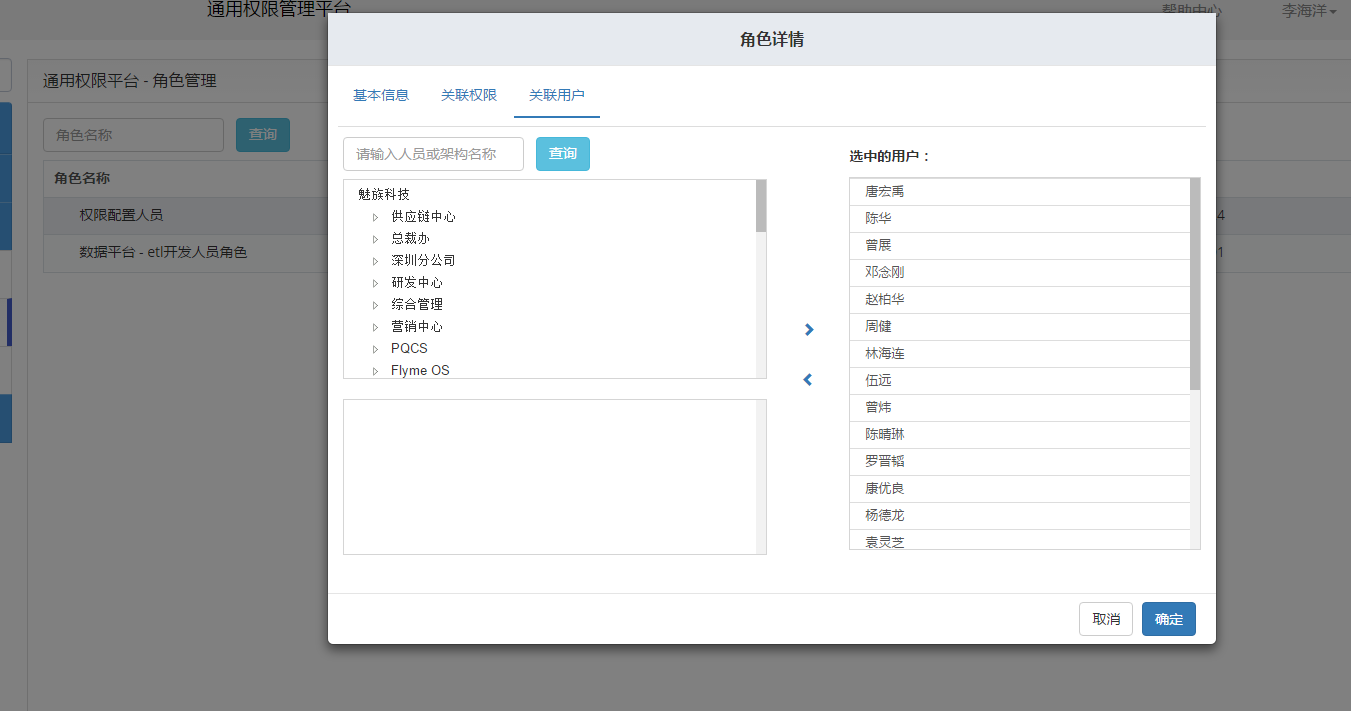 通用权限管理平台
帮助中心
李海洋
通用权限平台 - 角色管理
角色名称
查询
角色名称
权限配置人员
4
数据平台 - etl开发人员角色
1
角色详情
基本信息
关联权限
关联用户
请输入人员或架构名称
查询
魅族科技
供应链中心
总裁办
深圳分公司
研发中心
综合管理
营销中心
PQCS
Flyme OS
选中的用户：
唐宏禹
陈华
曾展
邓念刚
赵柏华
周健
林海连
伍远
曾炜
陈晴琳
罗晋韬
康优良
杨德龙
袁灵芝
取消
确定